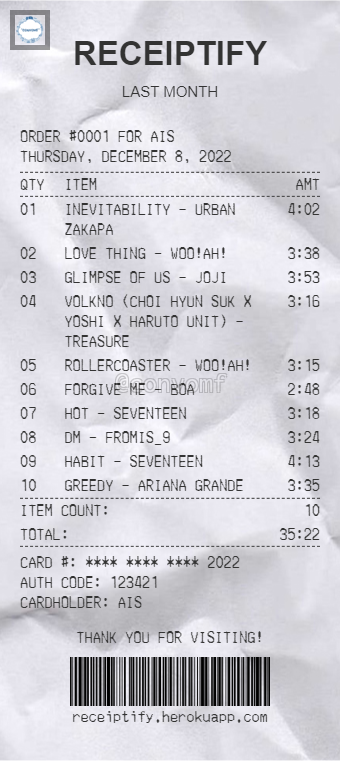 RECEIPTIFY
LAST MONTH
ORDER #0001 FOR AIS
THURSDAY, DECEMBER 8, 2022
QTY ITEM AMT
01 INEVITABILITY - URBAN 4:02
ZAKAPA
02 LOVE THING - WOO!AH! 3:38
03 GLIMPSE OF US - JOJI 3:53
04 VOLKNO (CHOI HYUN SUK X 3:16
YOSHI X HARUTO UNIT) -
TREASURE
05 ROLLERCOASTER - WOO!AH! 3:15
06 FORGIVE ME - BOA 2:48
07 HOT - SEVENTEEN 3:18
08 DM - FROMIS_9 3:24
09 HABIT - SEVENTEEN 4:13
10 GREEDY - ARIANA GRANDE 3:35
ITEM COUNT: 10
TOTAL: 35:22
CARD #: **** **** **** 2022
AUTH CODE: 123421
CARDHOLDER: AIS
THANK YOU FOR VISITING!
receiptify.herokuapp.com